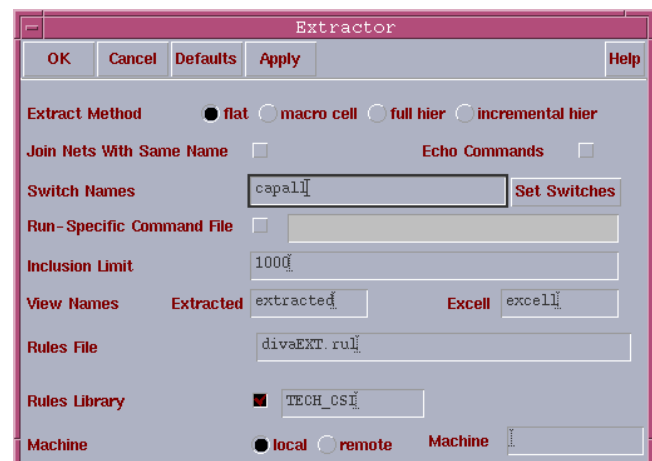 Extractor
OK Cancel Defaults Apply Help
Extract Method flat macro cell full hier incremental hier
Join Nets With Same Name Echo Commands
Switch Names capall Set Switches
Run-Specific Command File
Inclusion Limit 1000
View Names Extracted extracted Excell excell
Rules File divaEXT.rul
Rules Library TECH_CSI
Machine local remote Machine